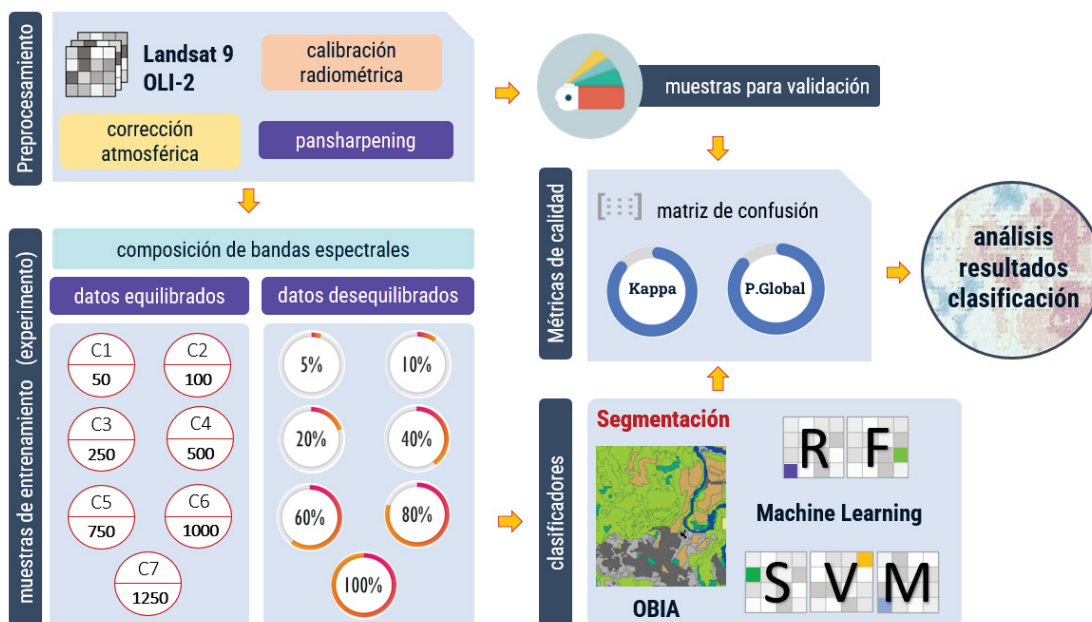 Preprocesamiento
Landsat 9
OLI-2
calibración
radiométrica
corrección
atmosférica
pansharpening
muestras para validación
muestras de entrenamiento (experimento)
composición de bandas espectrales
datos equilibrados
datos desequilibrados
C1
50
C2
100
C3
250
C4
500
C5
750
C6
1000
C7
1250
5%
10%
20%
40%
60%
80%
100%
Métricas de calidad
matriz de confusión
Kappa
P.Global
análisis
resultados
clasificación
clasificadores
Segmentación
OBIA
R F
Machine Learning
S V M